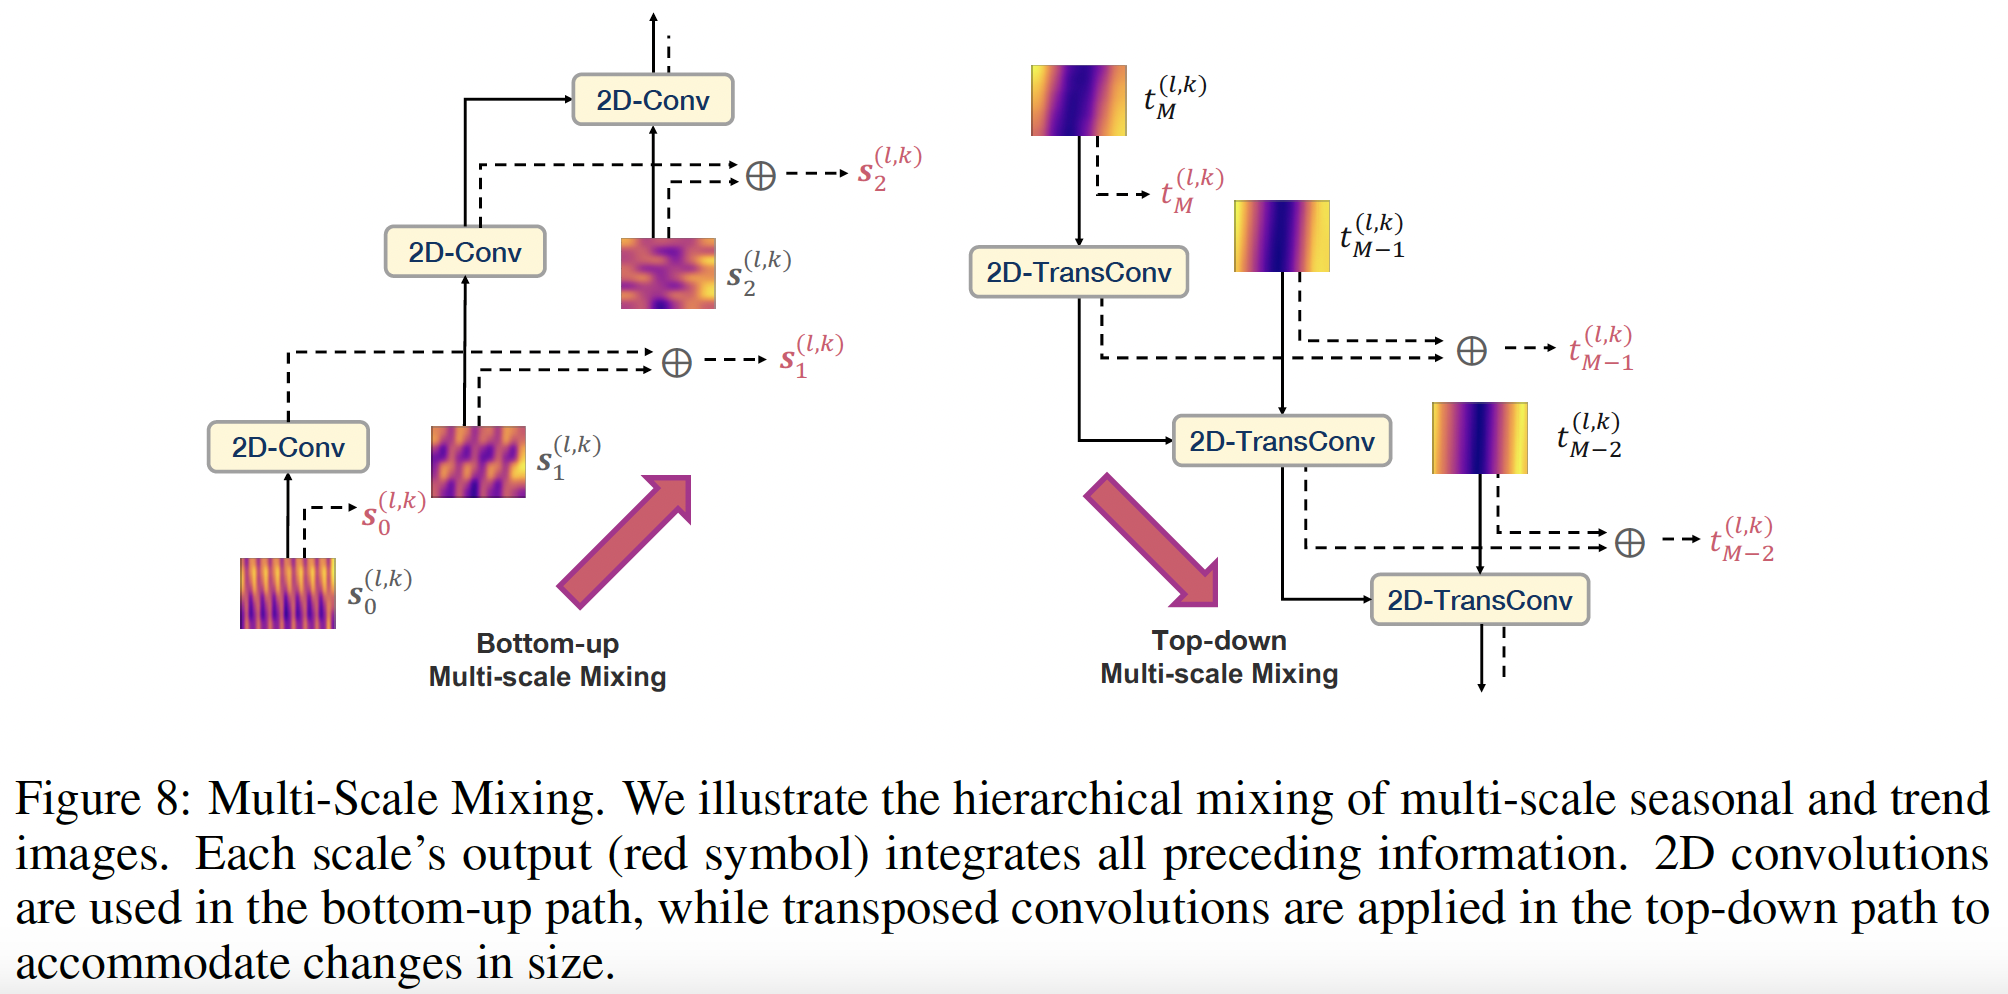 2D-Conv
s_2^{(l,k)}
2D-Conv
s_2^{(l,k)}
s_1^{(l,k)}
2D-Conv
s_1^{(l,k)}
s_0^{(l,k)}
s_0^{(l,k)}
Bottom-up
Multi-scale Mixing
t_M^{(l,k)}
t_M^{(l,k)}
t_{M-1}^{(l,k)}
2D-TransConv
t_{M-1}^{(l,k)}
2D-TransConv
t_{M-2}^{(l,k)}
t_{M-2}^{(l,k)}
2D-TransConv
Top-down
Multi-scale Mixing
Figure 8: Multi-Scale Mixing. We illustrate the hierarchical mixing of multi-scale seasonal and trend
images. Each scale's output (red symbol) integrates all preceding information. 2D convolutions
are used in the bottom-up path, while transposed convolutions are applied in the top-down path to
accommodate changes in size.